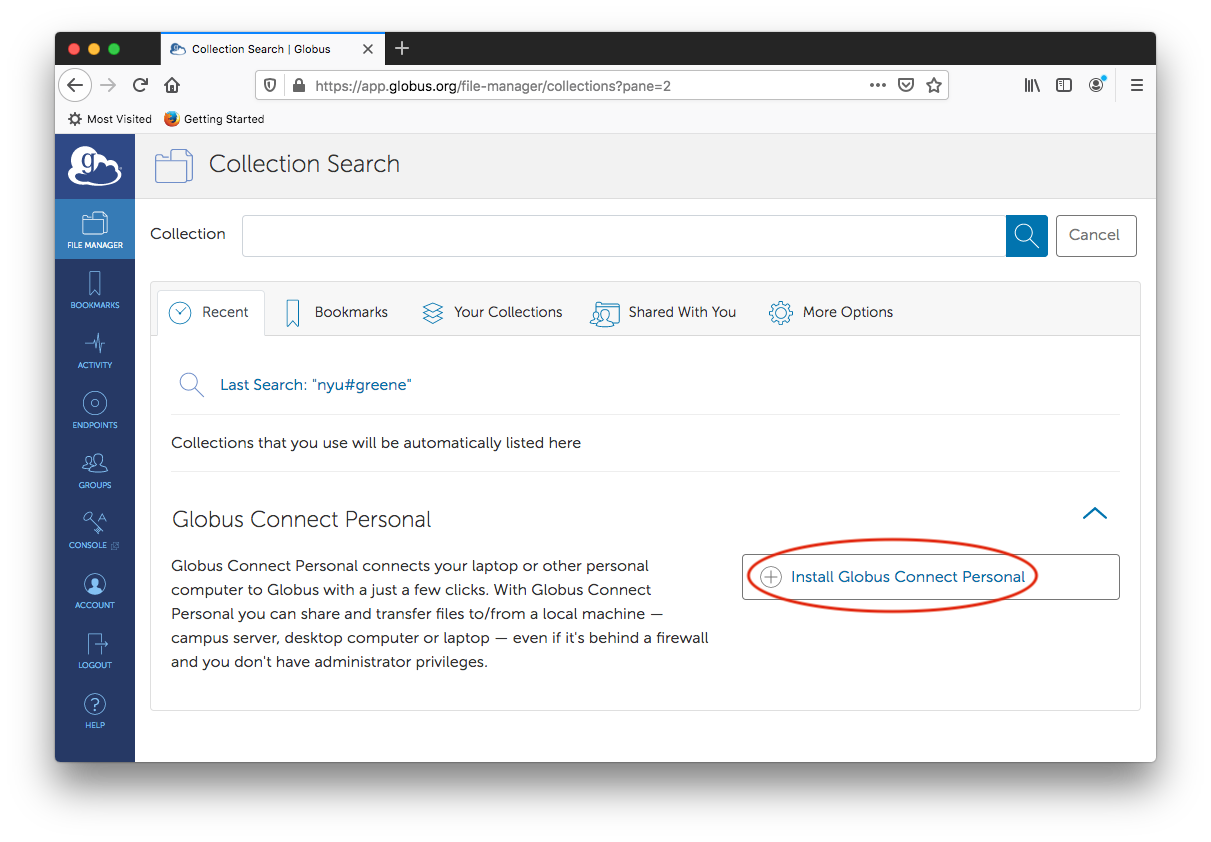 Collection Search | Globus
https://app.globus.org/file-manager/collections?pane=2
Most Visited
Getting Started
g
Collection Search
FILE MANAGER
BOOKMARKS
ACTIVITY
ENDPOINTS
GROUPS
CONSOLE
ACCOUNT
LOGOUT
HELP
Collection
Cancel
Recent
Bookmarks
Your Collections
Shared With You
More Options
Last Search: "nyu#greene"
Collections that you use will be automatically listed here
Globus Connect Personal
Globus Connect Personal connects your laptop or other personal
computer to Globus with a just a few clicks. With Globus Connect
Personal you can share and transfer files to/from a local machine —
campus server, desktop computer or laptop — even if it's behind a firewall
and you don't have administrator privileges.
Install Globus Connect Personal